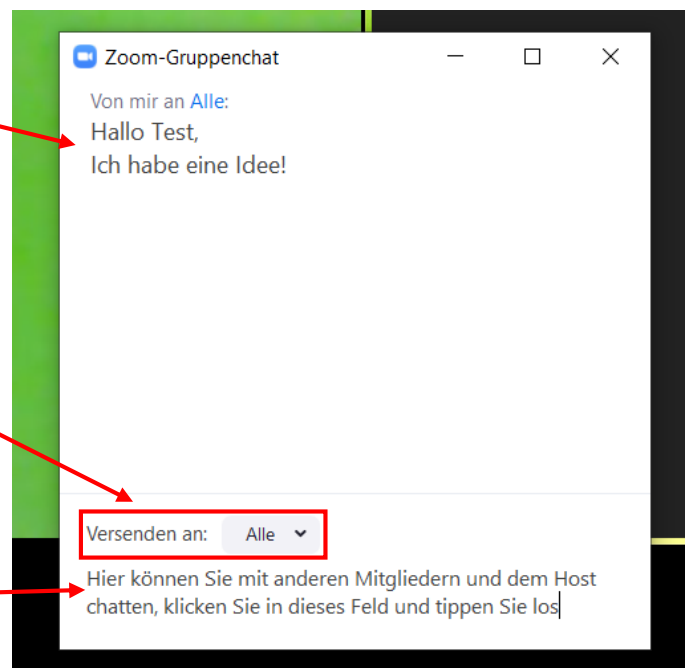 Zoom-Gruppenchat
Von mir an Alle:
Hallo Test,
Ich habe eine Idee!
Versenden an: Alle
Hier können Sie mit anderen Mitgliedern und dem Host
chatten, klicken Sie in dieses Feld und tippen Sie los